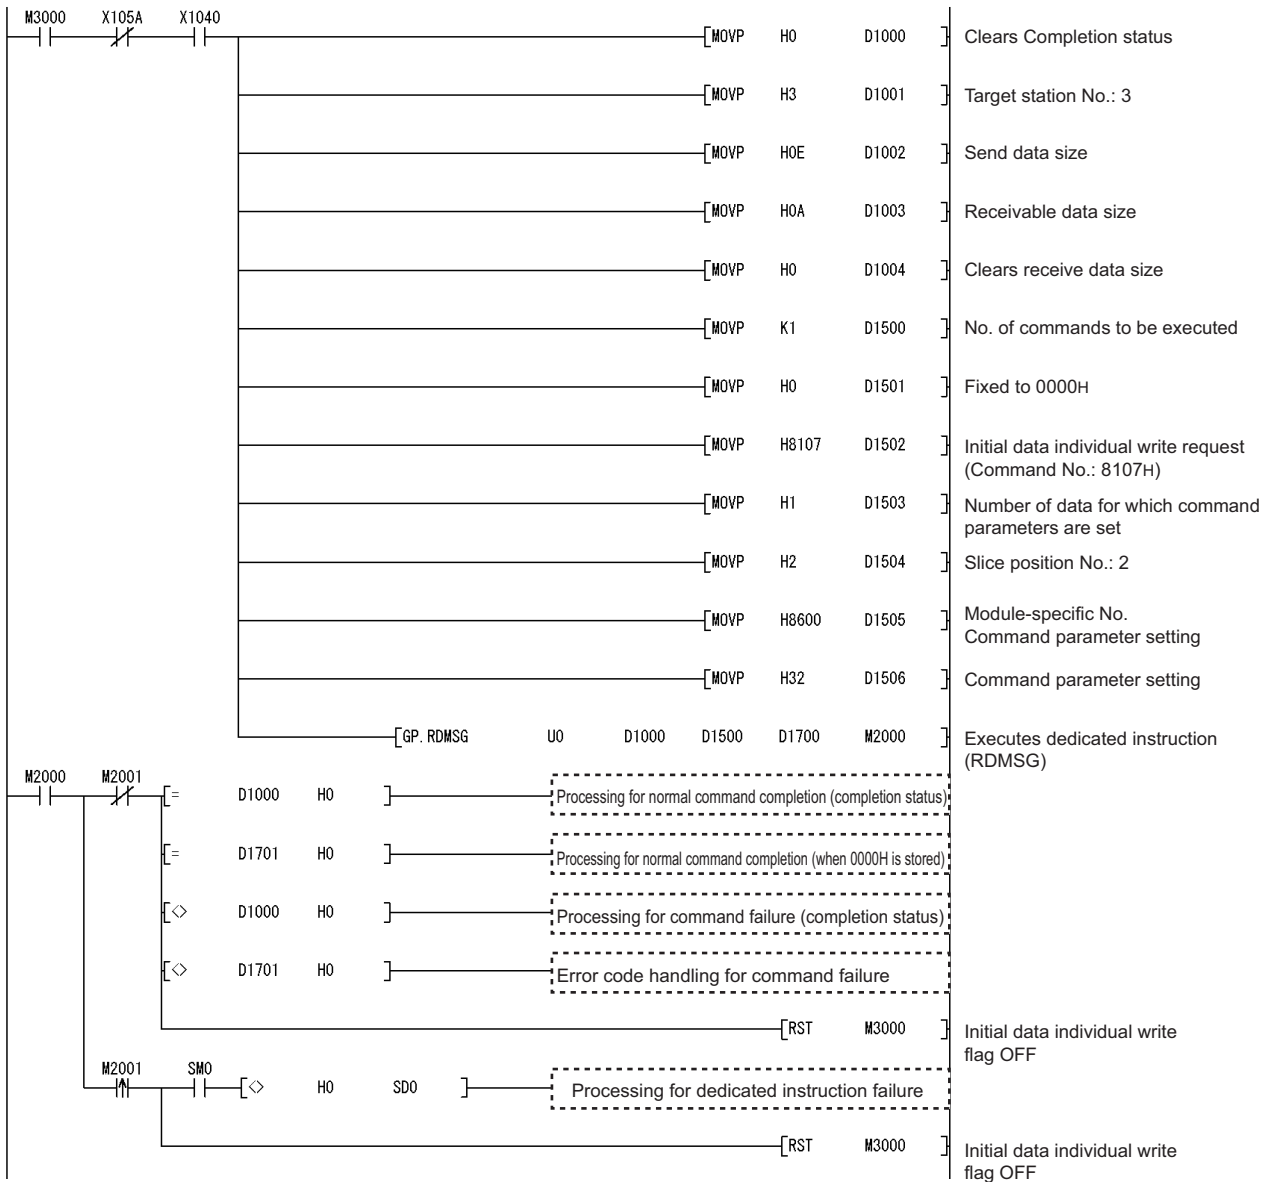 M3000 X105A X1040
MOVP H0 D1000 Clears Completion status
MOVP H3 D1001 Target station No.: 3
MOVP H0E D1002 Send data size
MOVP H0A D1003 Receivable data size
MOVP H0 D1004 Clears receive data size
MOVP K1 D1500 No. of commands to be executed
MOVP H0 D1501 Fixed to 0000H
MOVP H8107 D1502 Initial data individual write request
(Command No.: 8107H)
MOVP H1 D1503 Number of data for which command
parameters are set
MOVP H2 D1504 Slice position No.: 2
MOVP H8600 D1505 Module-specific No.
Command parameter setting
MOVP H32 D1506 Command parameter setting
GP.RDMSG U0 D1000 D1500 D1700 M2000 Executes dedicated instruction
(RDMSG)
M2000 M2001
= D1000 H0 Processing for normal command completion (completion status)
= D1701 H0 Processing for normal command completion (when 0000H is stored)
<> D1000 H0 Processing for command failure (completion status)
<> D1701 H0 Error code handling for command failure
RST M3000 Initial data individual write
flag OFF
M2001 SM0
<> H0 SD0 Processing for dedicated instruction failure
RST M3000 Initial data individual write
flag OFF